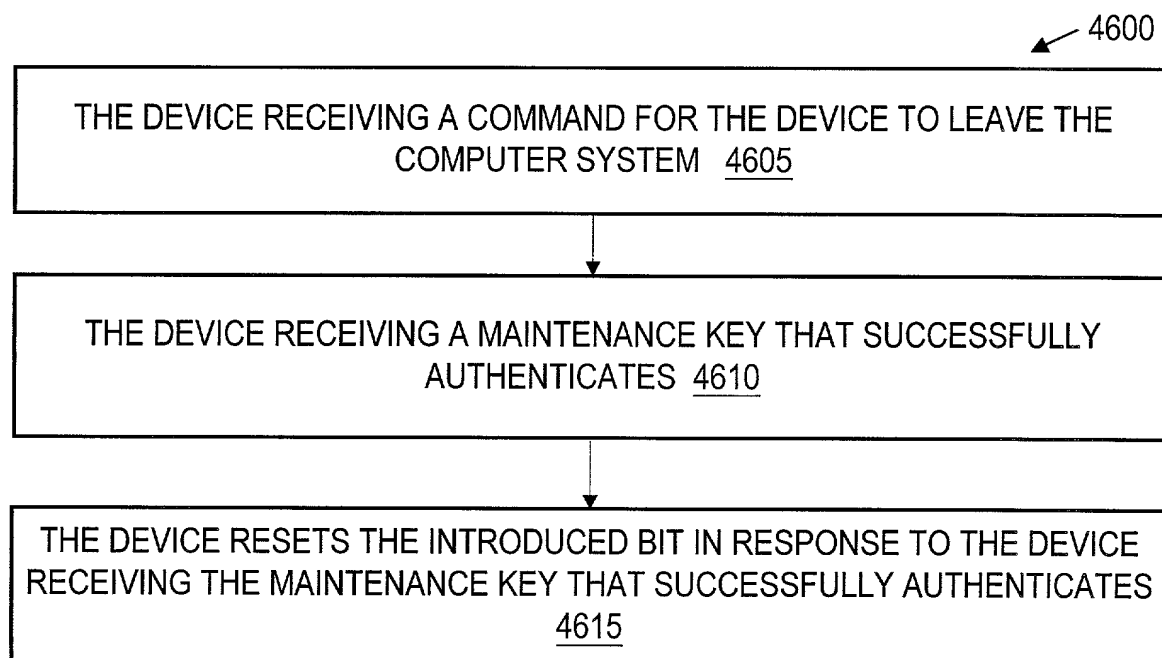 4600
THE DEVICE RECEIVING A COMMAND FOR THE DEVICE TO LEAVE THE
COMPUTER SYSTEM 4605
THE DEVICE RECEIVING A MAINTENANCE KEY THAT SUCCESSFULLY
AUTHENTICATES 4610
THE DEVICE RESETS THE INTRODUCED BIT IN RESPONSE TO THE DEVICE
RECEIVING THE MAINTENANCE KEY THAT SUCCESSFULLY AUTHENTICATES
4615